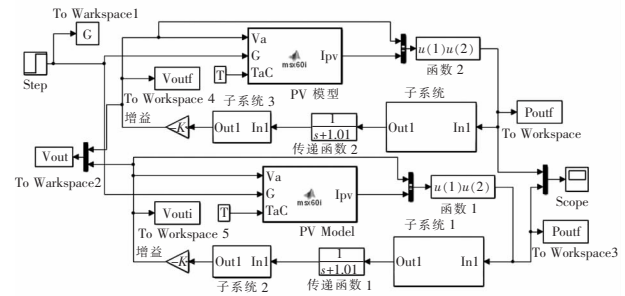 To Warkspace1
G
Step
Va
G
TaC
msx60i
Ipv
T
PV 模型
u(1)u(2)
函数 2
Voutf
To Workspace 4
子系统 3
增益
-K-
Out1 In1
1
s+1.01
传递函数 2
子系统
Out1 In1
Poutf
To Workspace
Vout
To Warkspace2
Va
G
TaC
msx60i
Ipv
T
PV Model
u(1)u(2)
函数 1
子系统 1
Scope
Vouti
To Workspace 5
增益
-K-
Out1 In1
子系统 2
1
s+1.01
传递函数 1
Out1 In1
Poutf
To Workspace3